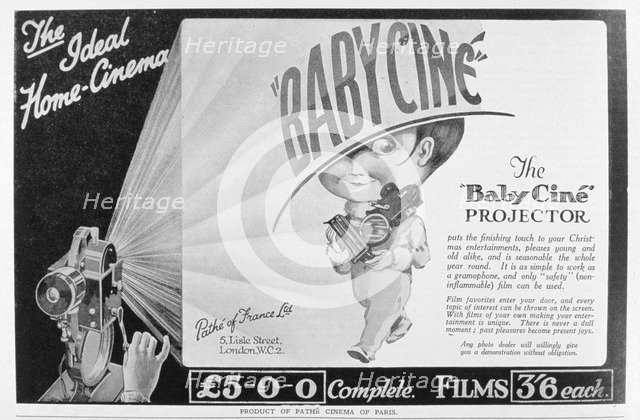 The
Ideal
Home-Cinema
"BABY CINÉ"
The
"Baby Ciné"
PROJECTOR
puts the finishing touch to your Christ-
mas entertainments, pleases young and
old alike, and is seasonable the whole
year round. It is as simple to work as
a gramophone, and only "safety" (non-
inflammable) film can be used.
Film favorites enter your door, and every
topic of interest can be thrown on the screen.
With films of your own making your enter-
tainment is unique. There is never a dull
moment; past pleasures become present joys.
Any photo dealer will willingly give
you a demonstration without obligation.
Pathé of France Ltd
5, Lisle Street,
London, W.C.2.
£5-0-0 Complete. FILMS 3'6 each.
PRODUCT OF PATHÉ CINEMA OF PARIS.
Heritage
Heritage
Heritage
Heritage
Heritage
Heritage